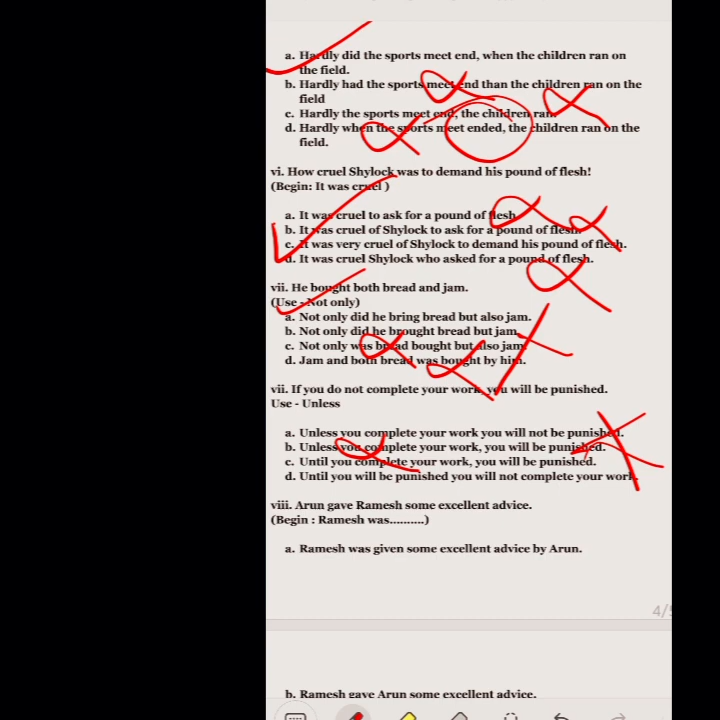 a. Hardly did the sports meet end, when the children ran on
the field.
b. Hardly had the sports meet end than the children ran on the
field
c. Hardly the sports meet end, the children ran.
d. Hardly when the sports meet ended, the children ran on the
field.
vi. How cruel Shylock was to demand his pound of flesh!
(Begin: It was cruel )
a. It was cruel to ask for a pound of flesh.
b. It was cruel of Shylock to ask for a pound of flesh.
c. It was very cruel of Shylock to demand his pound of flesh.
d. It was cruel Shylock who asked for a pound of flesh.
vii. He bought both bread and jam.
(Use - Not only)
a. Not only did he bring bread but also jam.
b. Not only did he brought bread but jam.
c. Not only was bread bought but also jam.
d. Jam and both bread was bought by him.
vii. If you do not complete your work, you will be punished.
Use - Unless
a. Unless you complete your work you will not be punished.
b. Unless you complete your work, you will be punished.
c. Until you complete your work, you will be punished.
d. Until you will be punished you will not complete your work.
viii. Arun gave Ramesh some excellent advice.
(Begin : Ramesh was..........)
a. Ramesh was given some excellent advice by Arun.
4/5
b. Ramesh gave Arun some excellent advice.